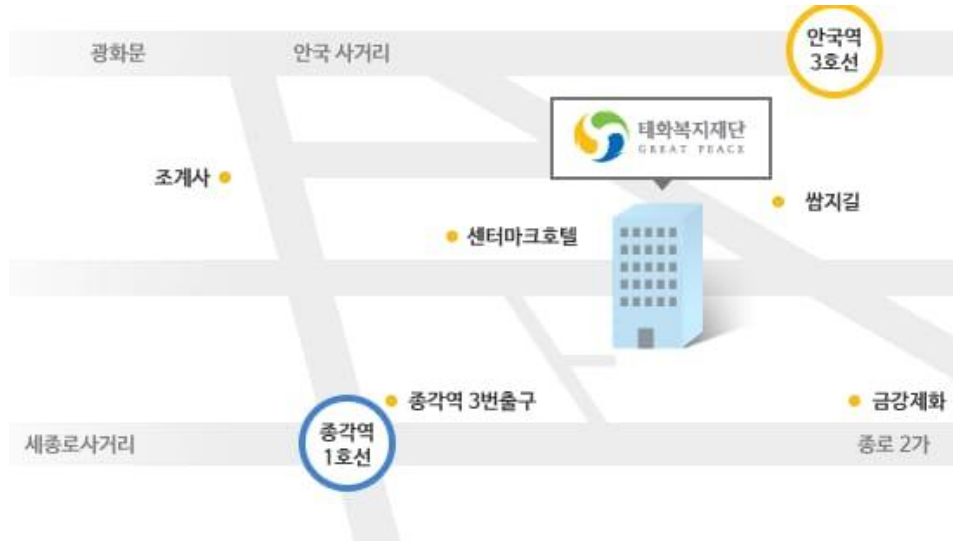 광화문
안국 사거리
안국역
3호선
태화복지재단
GREAT PEACE
조계사
쌈지길
센터마크호텔
종각역 3번출구
금강제화
세종로사거리
종각역
1호선
종로 2가